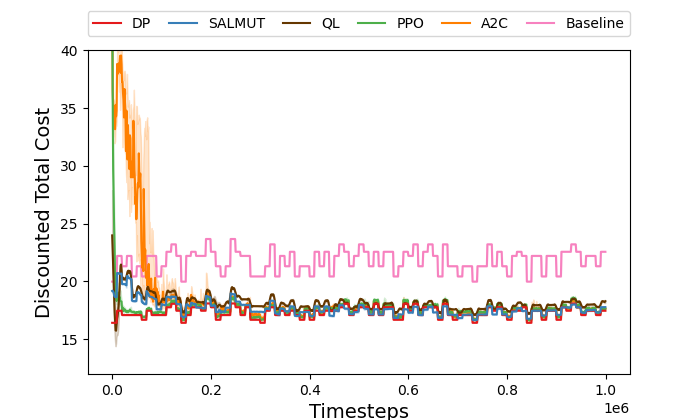 DP SALMUT QL PPO A2C Baseline
40
35
30
25
20
15
Discounted Total Cost
0.0 0.2 0.4 0.6 0.8 1.0
1e6
Timesteps